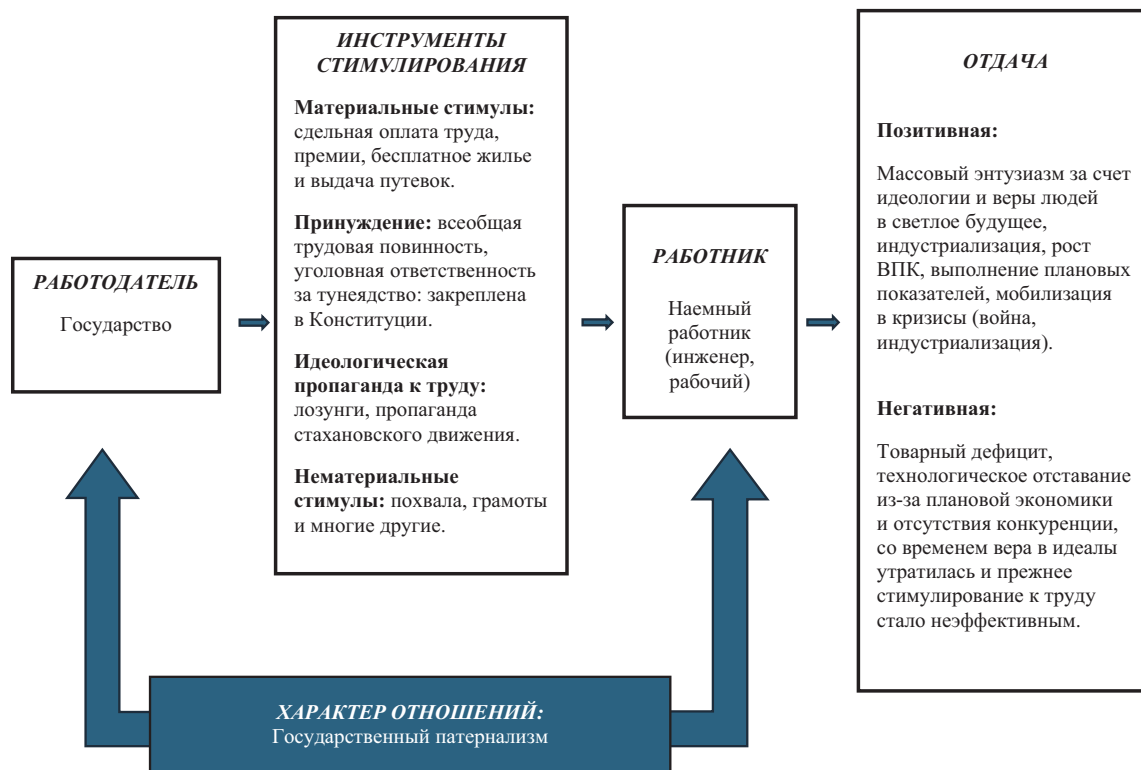 РАБОТОДАТЕЛЬ
Государство
ИНСТРУМЕНТЫ
СТИМУЛИРОВАНИЯ
Материальные стимулы:
сдельная оплата труда,
премии, бесплатное жилье
и выдача путевок.
Принуждение: всеобщая
трудовая повинность,
уголовная ответственность
за тунеядство: закреплена
в Конституции.
Идеологическая
пропаганда к труду:
лозунги, пропаганда
стахановского движения.
Нематериальные
стимулы: похвала, грамоты
и многие другие.
РАБОТНИК
Наемный
работник
(инженер,
рабочий)
ОТДАЧА
Позитивная:
Массовый энтузиазм за счет
идеологии и веры людей
в светлое будущее,
индустриализация, рост
ВПК, выполнение плановых
показателей, мобилизация
в кризисы (война,
индустриализация).
Негативная:
Товарный дефицит,
технологическое отставание
из-за плановой экономики
и отсутствия конкуренции,
со временем вера в идеалы
утратилась и прежнее
стимулирование к труду
стало неэффективным.
ХАРАКТЕР ОТНОШЕНИЙ:
Государственный патернализм